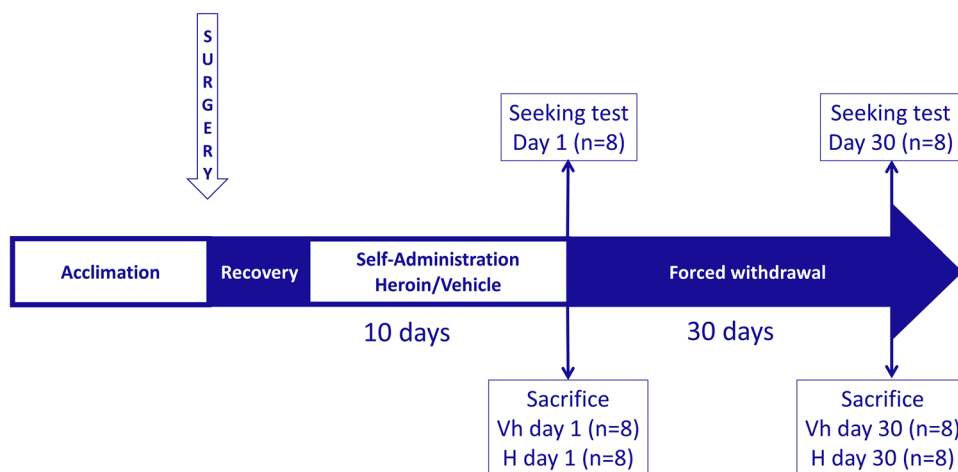 SURGERY
Seeking test
Day 1 (n=8)
Seeking test
Day 30 (n=8)
Acclimation
Recovery
Self-Administration
Heroin/Vehicle
Forced withdrawal
10 days
30 days
Sacrifice
Vh day 1 (n=8)
H day 1 (n=8)
Sacrifice
Vh day 30 (n=8)
H day 30 (n=8)